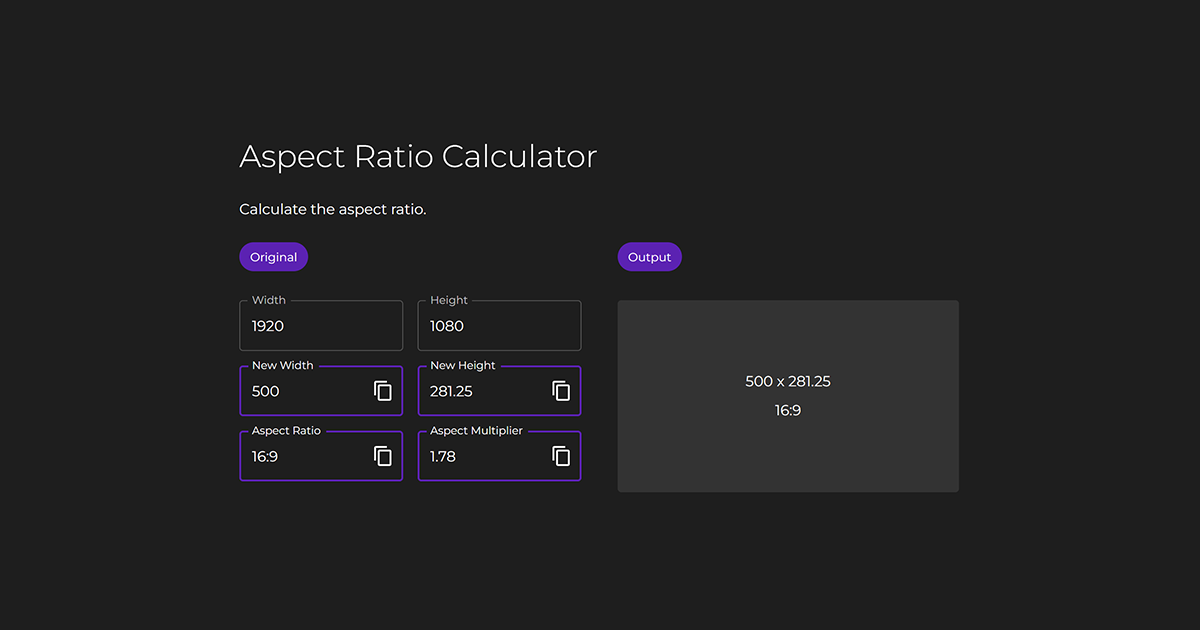 Aspect Ratio Calculator
Calculate the aspect ratio.
Original
Width
1920
Height
1080
New Width
500
New Height
281.25
Aspect Ratio
16:9
Aspect Multiplier
1.78
Output
500 x 281.25
16:9